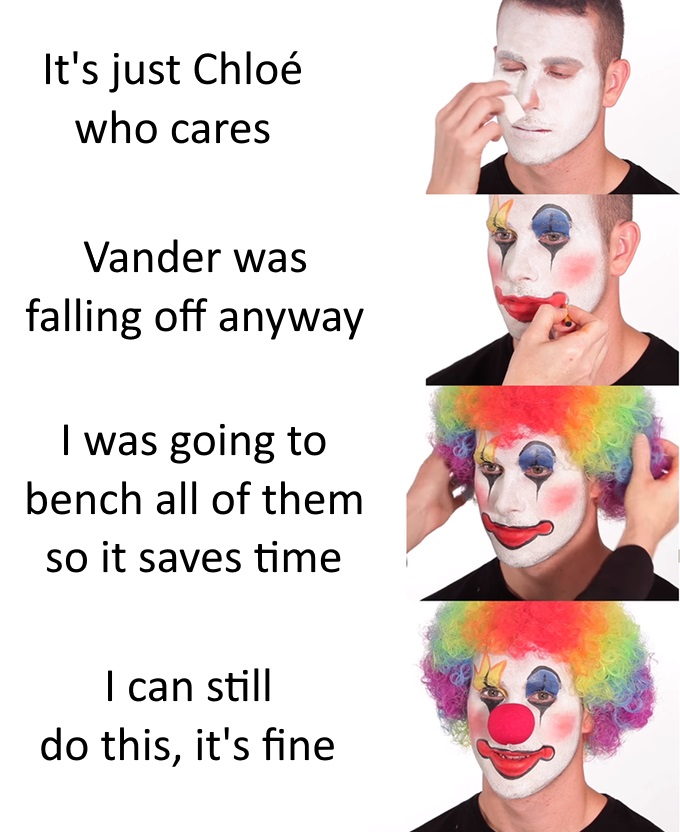 It's just Chloé
who cares
Vander was
falling off anyway
I was going to
bench all of them
so it saves time
I can still
do this, it's fine